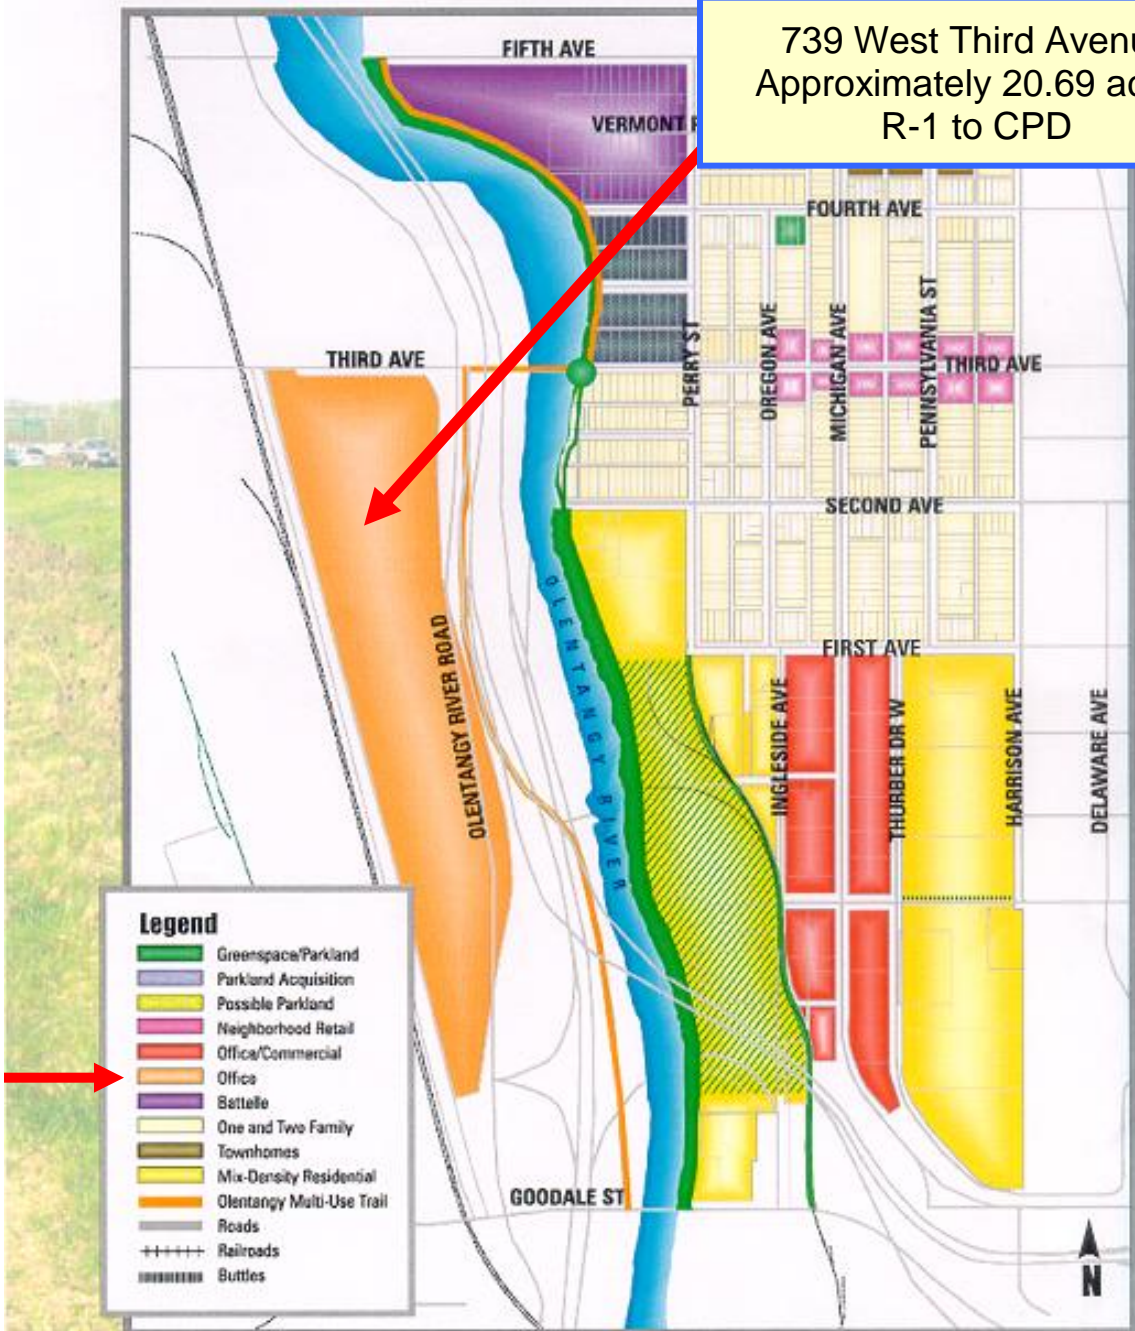 739 West Third Avenu
Approximately 20.69 ac
R-1 to CPD
FIFTH AVE
VERMONT
FOURTH AVE
THIRD AVE
PERRY ST
OREGON AVE
MICHIGAN AVE
PENNSYLVANIA ST
THIRD AVE
SECOND AVE
OLENTANGY RIVER
OLENTANGY RIVER ROAD
FIRST AVE
INGLESIDE AVE
THURBER DR W
HARRISON AVE
DELAWARE AVE
GOODALE ST
Legend
Greenspace/Parkland
Parkland Acquisition
Possible Parkland
Neighborhood Retail
Office/Commercial
Office
Battelle
One and Two Family
Townhomes
Mix-Density Residential
Olentangy Multi-Use Trail
Roads
Railroads
Buttles
N